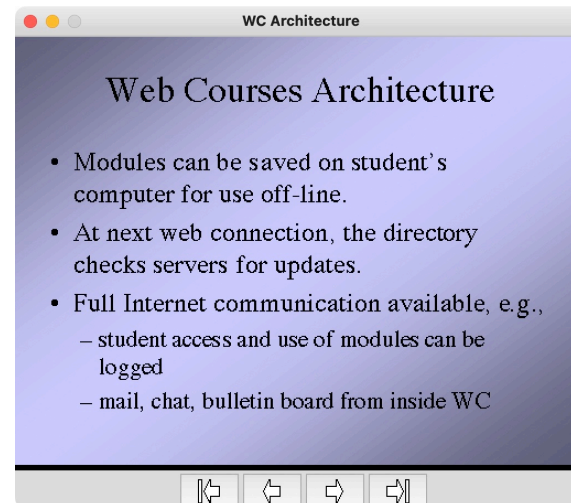 WC Architecture
Web Courses Architecture
• Modules can be saved on student's
computer for use off-line.
• At next web connection, the directory
checks servers for updates.
• Full Internet communication available, e.g.,
– student access and use of modules can be
logged
– mail, chat, bulletin board from inside WC